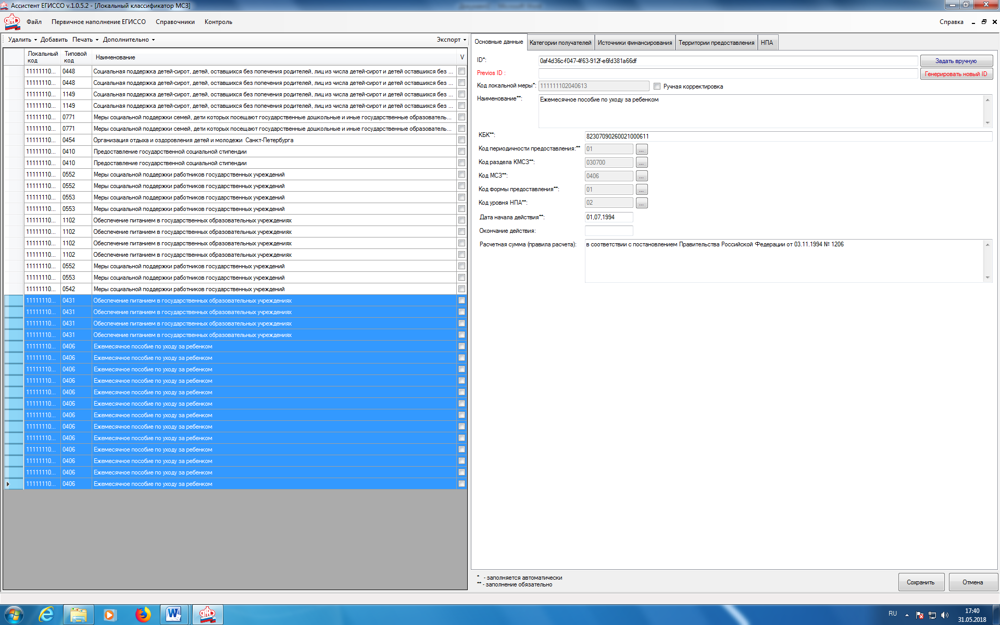 Ассистент ЕГИССО v.1.0.5.2 - [Локальный классификатор МСЗ]
Файл Первичное наполнение ЕГИССО Справочники Контроль Справка
Удалить Добавить Печать Дополнительно Экспорт
Локальный код Типовой код Наименование V
11111110... 0448 Социальная поддержка детей-сирот, детей, оставшихся без попечения родителей, лиц из числа детей-сирот и детей оставшихся без ...
11111110... 0448 Социальная поддержка детей-сирот, детей, оставшихся без попечения родителей, лиц из числа детей-сирот и детей оставшихся без ...
11111110... 1149 Социальная поддержка детей-сирот, детей, оставшихся без попечения родителей, лиц из числа детей-сирот и детей оставшихся без ...
11111110... 1149 Социальная поддержка детей-сирот, детей, оставшихся без попечения родителей, лиц из числа детей-сирот и детей оставшихся без ...
11111110... 0771 Меры социальной поддержки семей, дети которых посещают государственные дошкольные и иные государственные образователь...
11111110... 0771 Меры социальной поддержки семей, дети которых посещают государственные дошкольные и иные государственные образователь...
11111110... 0454 Организация отдыха и оздоровления детей и молодежи Санкт-Петербурга
11111110... 0410 Предоставление государственной социальной стипендии
11111110... 0410 Предоставление государственной социальной стипендии
11111110... 0552 Меры социальной поддержки работников государственных учреждений
11111110... 0552 Меры социальной поддержки работников государственных учреждений
11111110... 0553 Меры социальной поддержки работников государственных учреждений
11111110... 0553 Меры социальной поддержки работников государственных учреждений
11111110... 1102 Обеспечение питанием в государственных образовательных учреждениях
11111110... 1102 Обеспечение питанием в государственных образовательных учреждениях
11111110... 1102 Обеспечение питанием в государственных образовательных учреждениях
11111110... 1102 Обеспечение питанием в государственных образовательных учреждениях
11111110... 0552 Меры социальной поддержки работников государственных учреждений
11111110... 0553 Меры социальной поддержки работников государственных учреждений
11111110... 0542 Меры социальной поддержки работников государственных учреждений
11111110... 0431 Обеспечение питанием в государственных образовательных учреждениях
11111110... 0431 Обеспечение питанием в государственных образовательных учреждениях
11111110... 0431 Обеспечение питанием в государственных образовательных учреждениях
11111110... 0431 Обеспечение питанием в государственных образовательных учреждениях
11111110... 0406 Ежемесячное пособие по уходу за ребенком
11111110... 0406 Ежемесячное пособие по уходу за ребенком
11111110... 0406 Ежемесячное пособие по уходу за ребенком
11111110... 0406 Ежемесячное пособие по уходу за ребенком
11111110... 0406 Ежемесячное пособие по уходу за ребенком
11111110... 0406 Ежемесячное пособие по уходу за ребенком
11111110... 0406 Ежемесячное пособие по уходу за ребенком
11111110... 0406 Ежемесячное пособие по уходу за ребенком
11111110... 0406 Ежемесячное пособие по уходу за ребенком
11111110... 0406 Ежемесячное пособие по уходу за ребенком
11111110... 0406 Ежемесячное пособие по уходу за ребенком
11111110... 0406 Ежемесячное пособие по уходу за ребенком
11111110... 0406 Ежемесячное пособие по уходу за ребенком
Основные данные Категории получателей Источники финансирования Территории предоставления НПА
ID*: 0af4d36c-f047-4f63-912f-e6fd381a66df Задать вручную
Previos ID : Генерировать новый ID
Код локальной меры*: 111111102040613 Ручная корректировка
Наименование**: Ежемесячное пособие по уходу за ребенком
КБК**: 82307090260021000611
Код периодичности предоставления:** 01 ...
Код раздела КМСЗ**: 030700 ...
Код МСЗ**: 0406 ...
Код формы предоставления**: 01 ...
Код уровня НПА**: 02 ...
Дата начала действия**: 01,07,1994
Окончание действия:
Расчетная сумма (правила расчета): в соответствии с постановлением Правительства Российской Федерации от 03.11.1994 № 1206
* - заполняется автоматически
** - заполнение обязательно
Сохранить Отмена
RU 17:40
31.05.2018